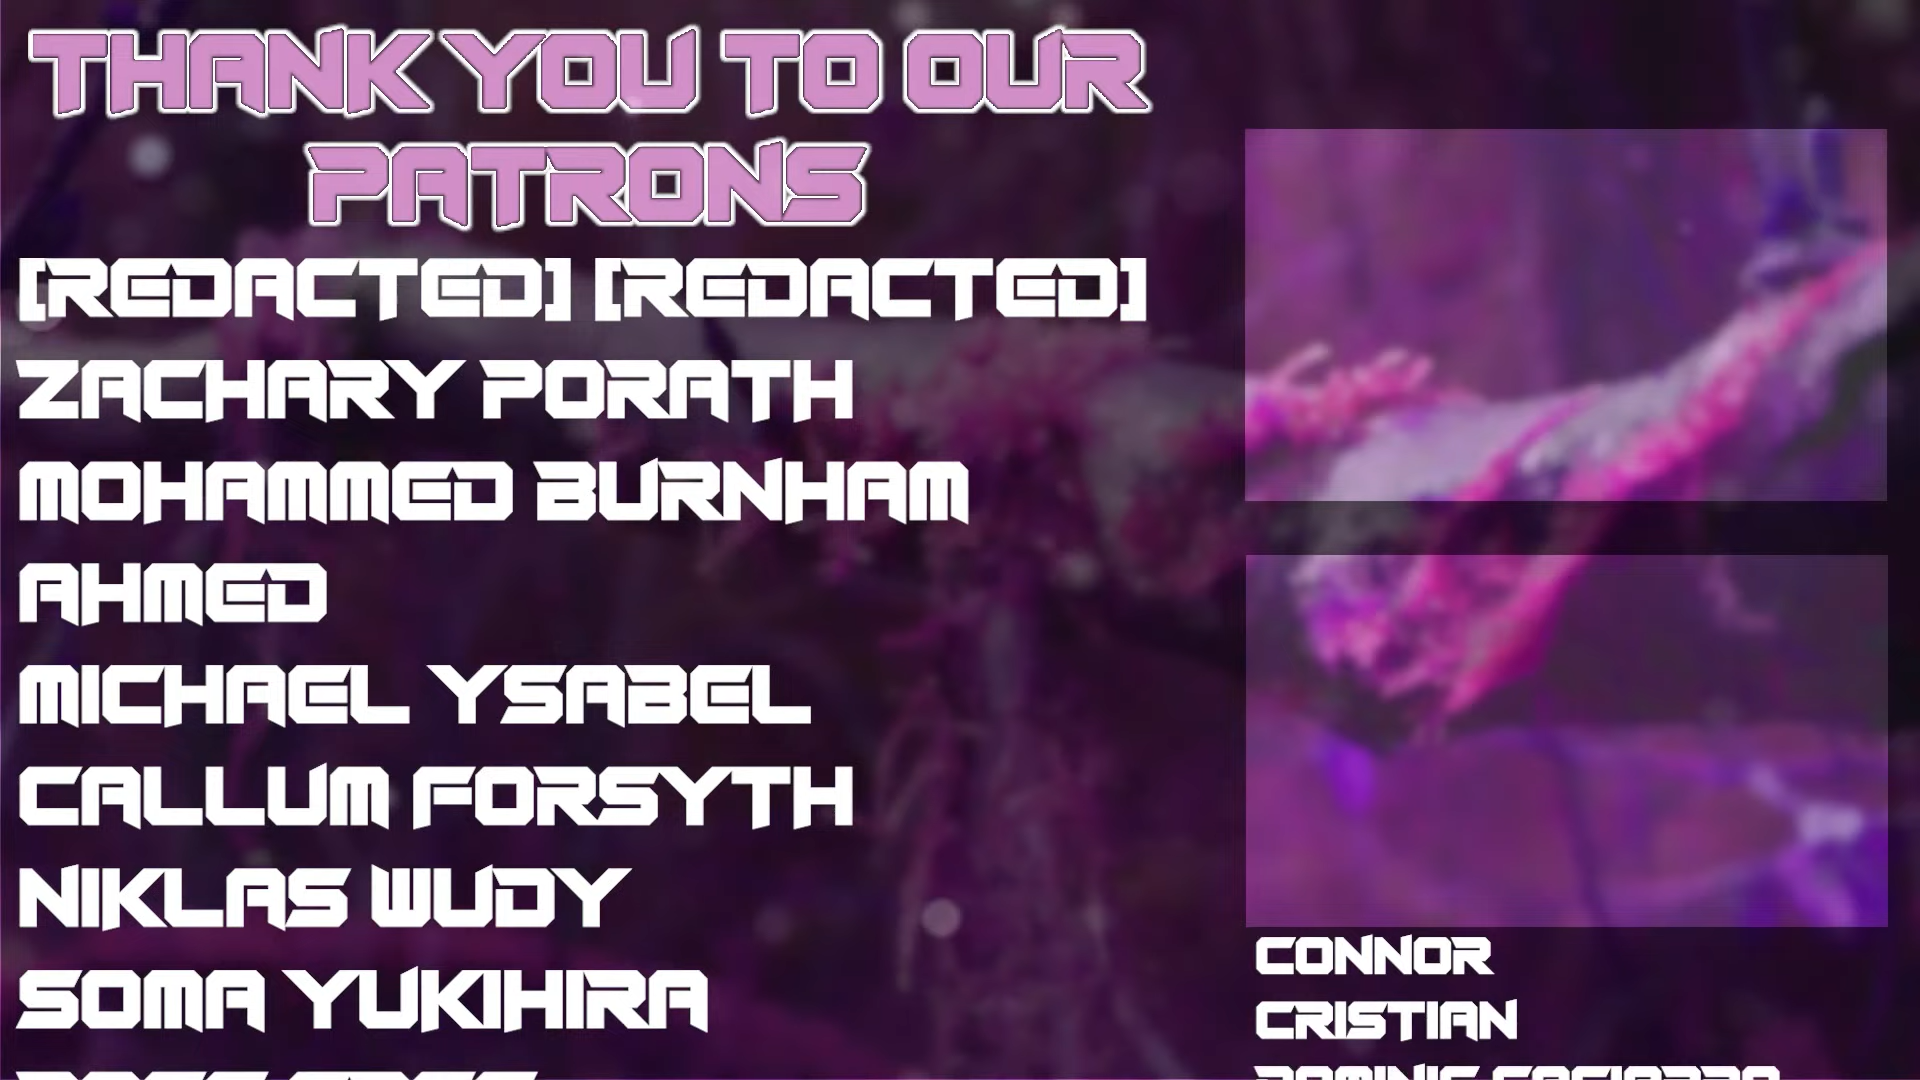 THANK YOU TO OUR
PATRONS
[REDACTED] [REDACTED]
ZACHARY PORATH
MOHAMMED BURNHAM
AHMED
MICHAEL YSABEL
CALLUM FORSYTH
NIKLAS WUDY
SOMA YUKIHIRA
CONNOR
CRISTIAN
DOMINIC